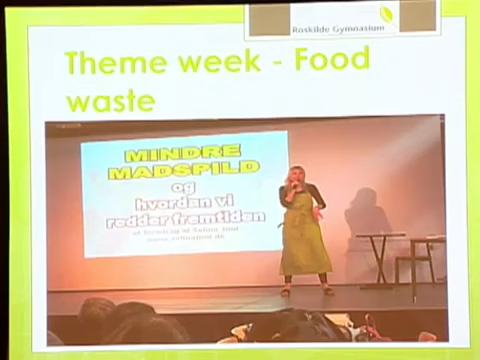 Roskilde Gymnasium
Theme week - Food
waste
MINDRE
MADSPILD
og
hvordan vi
redder fremtiden